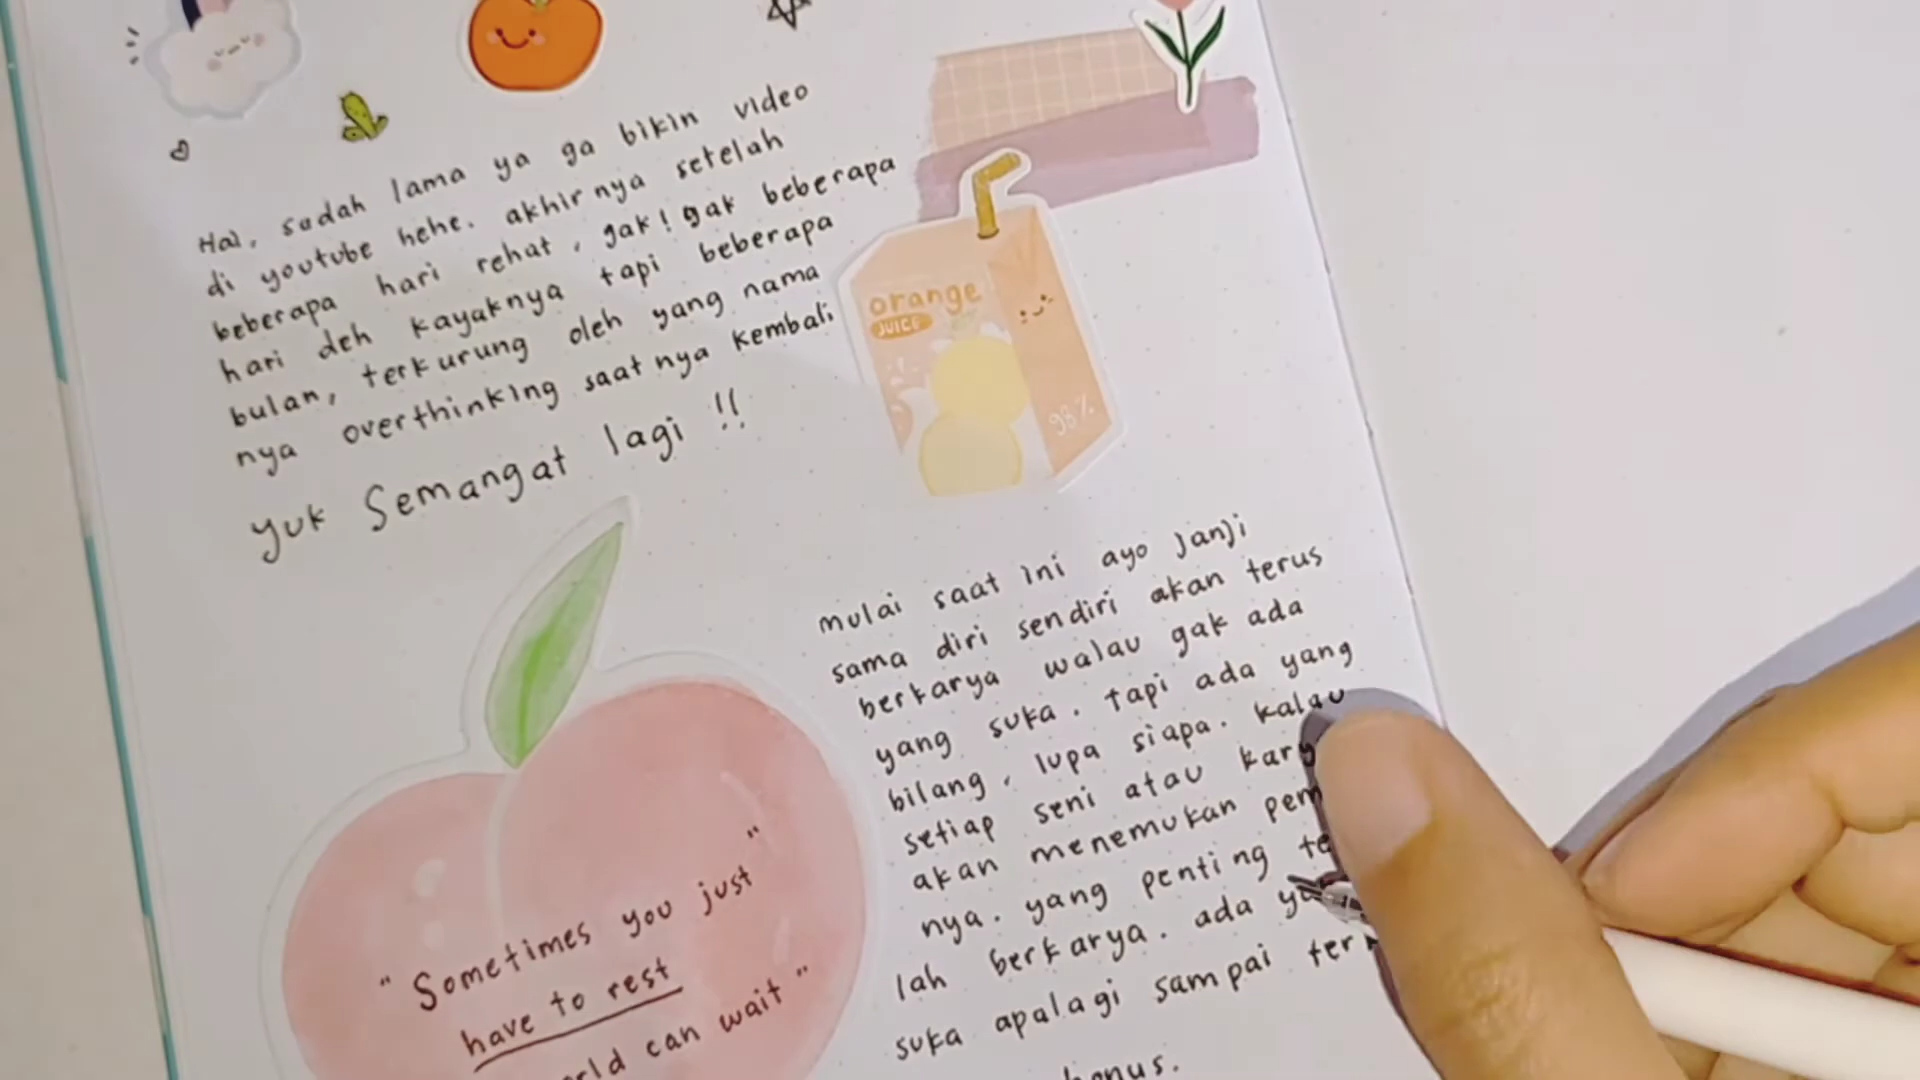 Hai, sudah lama ya ga bikin video
di youtube hehe. akhirnya setelah
beberapa hari rehat, gak! gak beberapa
hari deh kayaknya tapi beberapa
bulan, terkurung oleh yang nama
nya overthinking saatnya kembali
yuk Semangat lagi !!
orange
JUICE
98%
mulai saat ini ayo janji
sama diri sendiri akan terus
berkarya walau gak ada
yang suka. tapi ada yang
bilang, lupa siapa. kalau
setiap seni atau
akan menemukan
nya. yang penting
lah berkarya. ada
suka apalagi sampai
bonus.
"Sometimes you just"
have to rest
can wait"